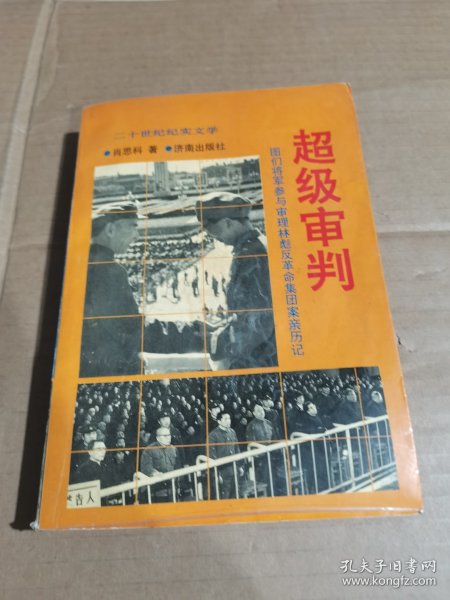 二十世纪纪实文学
●肖思科 著 ●济南出版社
超级审判
图们将军参与审理林彪反革命集团案亲历记
告人
孔夫子旧书网
www.kongfz.com